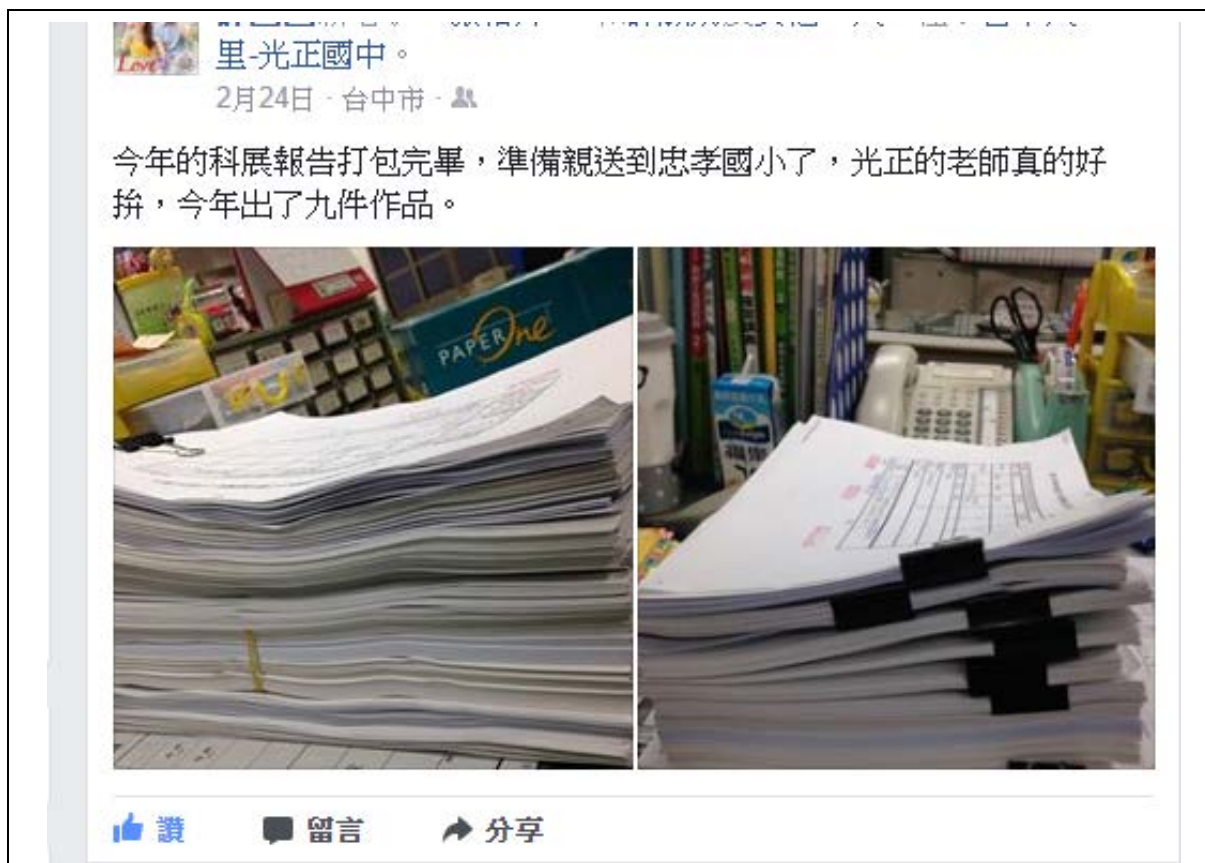 Love
里-光正國中。
2月24日 · 台中市 ·
今年的科展報告打包完畢，準備親送到忠孝國小了，光正的老師真的好
拚，今年出了九件作品。
PAPER One
讚 留言 分享